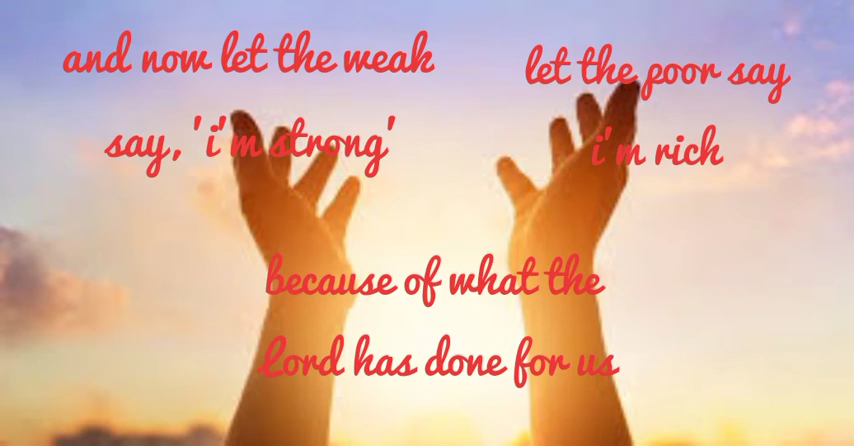 and now let the weak
say, 'i'm strong'
let the poor say
i'm rich
because of what the
Lord has done for us